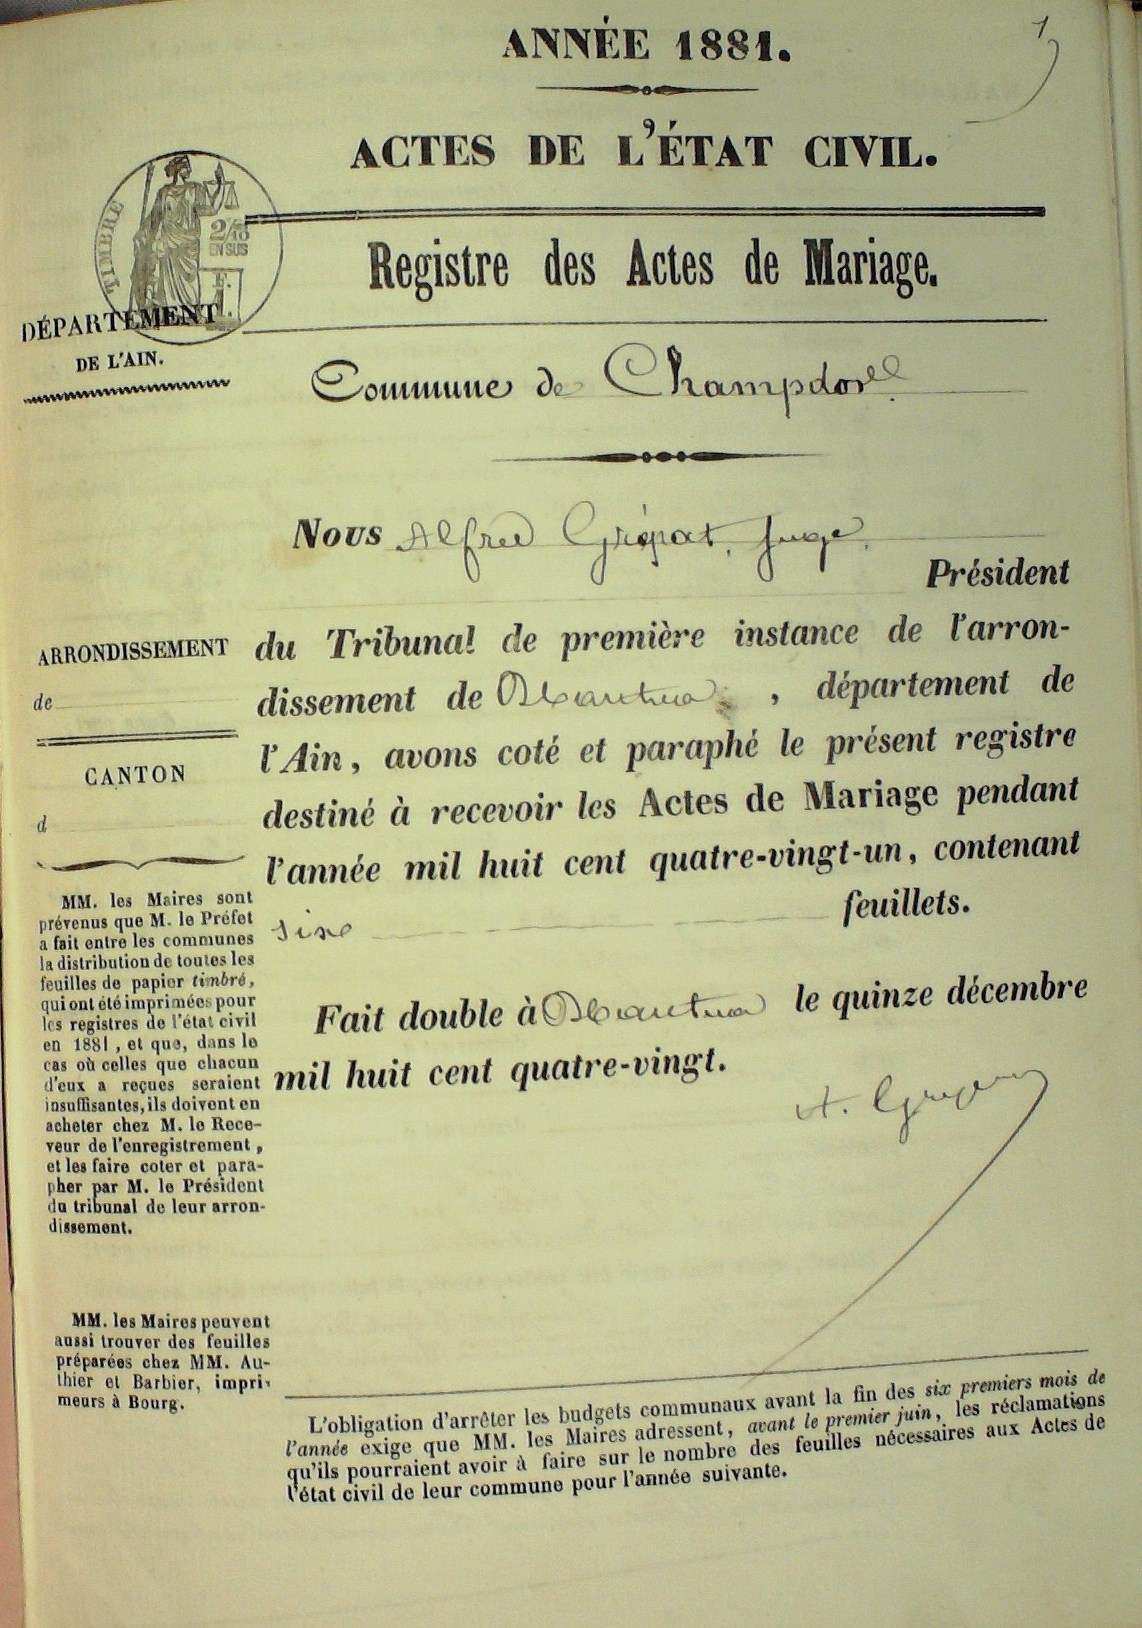 1
ANNÉE 1881.
ACTES DE L'ÉTAT CIVIL.
TIMBRE
2/10
EN SUS
Registre des Actes de Mariage.
DÉPARTEMENT
DE L'AIN.
Commune de Champdor
Nous Alfred Grépat, Juge.
Président
du Tribunal de première instance de l'arron-
dissement de Nantua, département de
l'Ain, avons coté et paraphé le présent registre
destiné à recevoir les Actes de Mariage pendant
l'année mil huit cent quatre-vingt-un, contenant
six feuillets.
Fait double à Nantua le quinze décembre
mil huit cent quatre-vingt.
ARRONDISSEMENT
de
CANTON
d
MM. les Maires sont
prévenus que M. le Préfet
a fait entre les communes
la distribution de toutes les
feuilles de papier timbré,
qui ont été imprimées pour
les registres de l'état civil
en 1881, et que, dans le
cas où celles que chacun
d'eux a reçues seraient
insuffisantes, ils doivent en
acheter chez M. le Rece-
veur de l'enregistrement,
et les faire coter et para-
pher par M. le Président
du tribunal de leur arron-
dissement.
MM. les Maires peuvent
aussi trouver des feuilles
préparées chez MM. Au-
thier et Barbier, impri-
meurs à Bourg.
L'obligation d'arrêter les budgets communaux avant la fin des six premiers mois de
l'année exige que MM. les Maires adressent, avant le premier juin, les réclamations
qu'ils pourraient avoir à faire sur le nombre des feuilles nécessaires aux Actes de
l'état civil de leur commune pour l'année suivante.